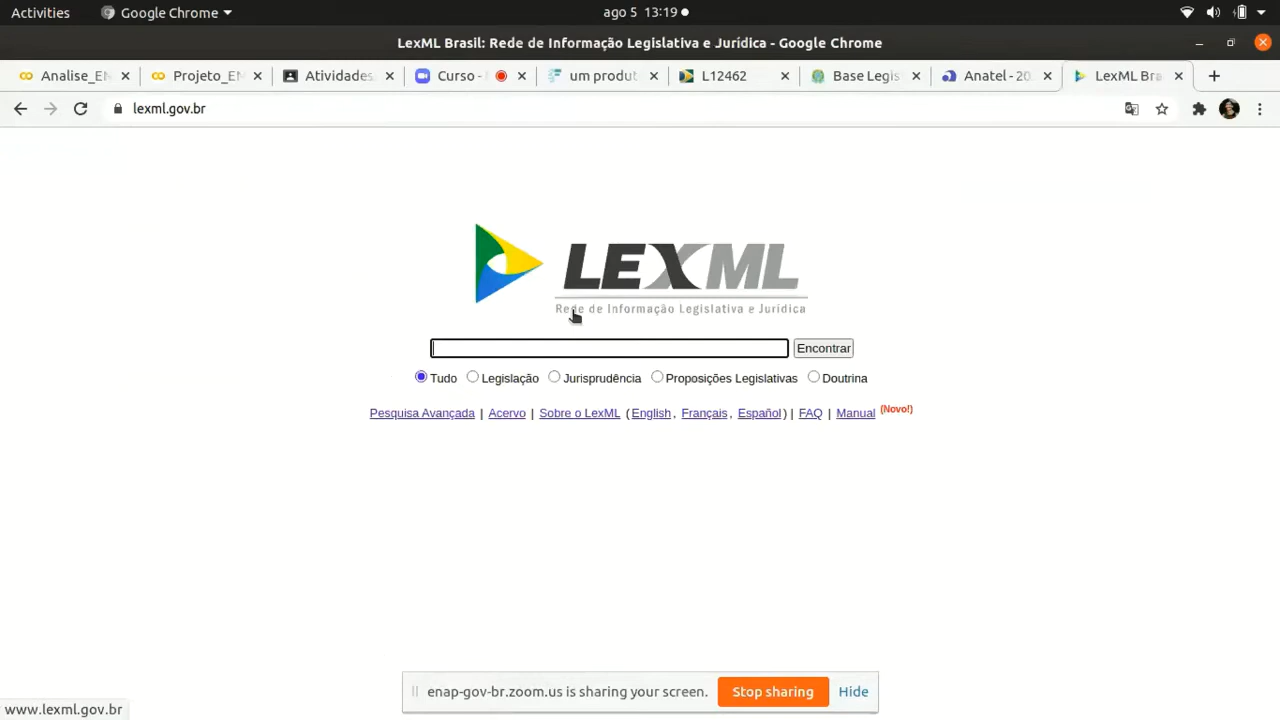 Activities Google Chrome ago 5 13:19
LexML Brasil: Rede de Informação Legislativa e Jurídica - Google Chrome
Analise_EN Projeto_EN Atividades Curso - um produt L12462 Base Legis Anatel - 20 LexML Bra
lexml.gov.br
LEXML
Rede de Informação Legislativa e Jurídica
Encontrar
Tudo Legislação Jurisprudência Proposições Legislativas Doutrina
Pesquisa Avançada | Acervo | Sobre o LexML (English, Français, Español) | FAQ | Manual (Novo!)
enap-gov-br.zoom.us is sharing your screen. Stop sharing Hide
www.lexml.gov.br